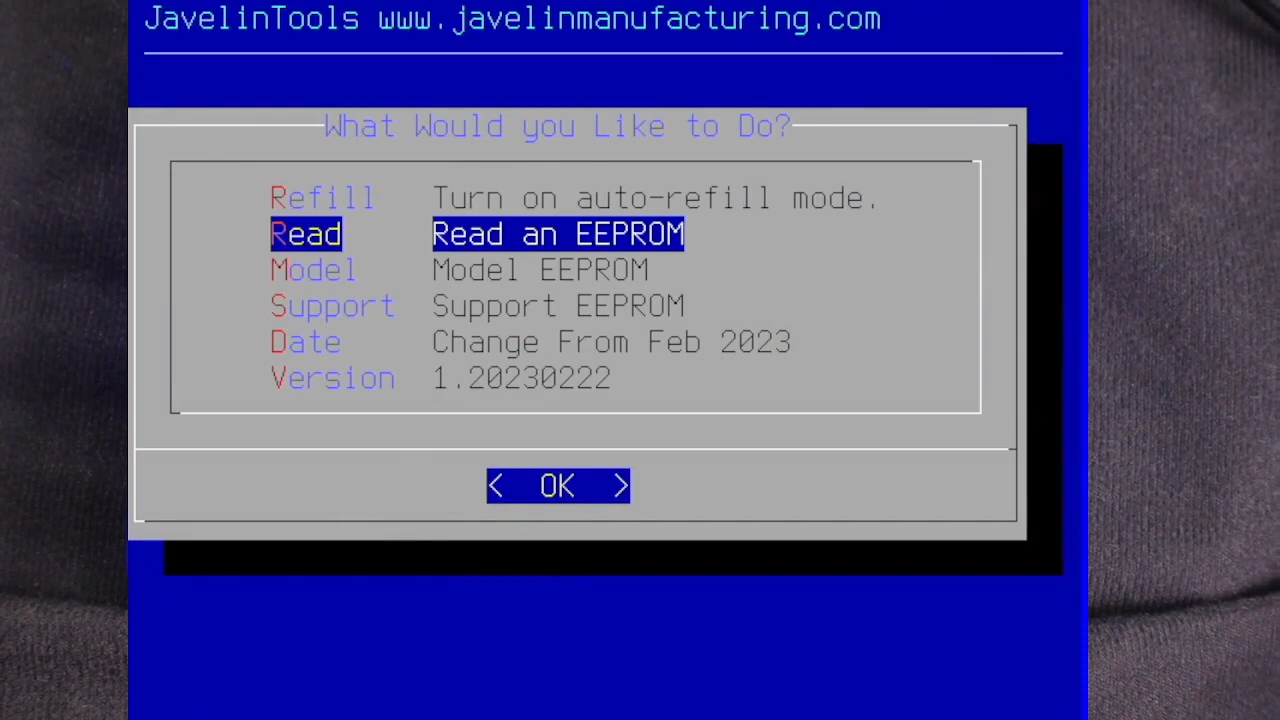 JavelinTools www.javelinmanufacturing.com
What Would you Like to Do?
Refill Turn on auto-refill mode.
Read Read an EEPROM
Model Model EEPROM
Support Support EEPROM
Date Change From Feb 2023
Version 1.20230222
< OK >